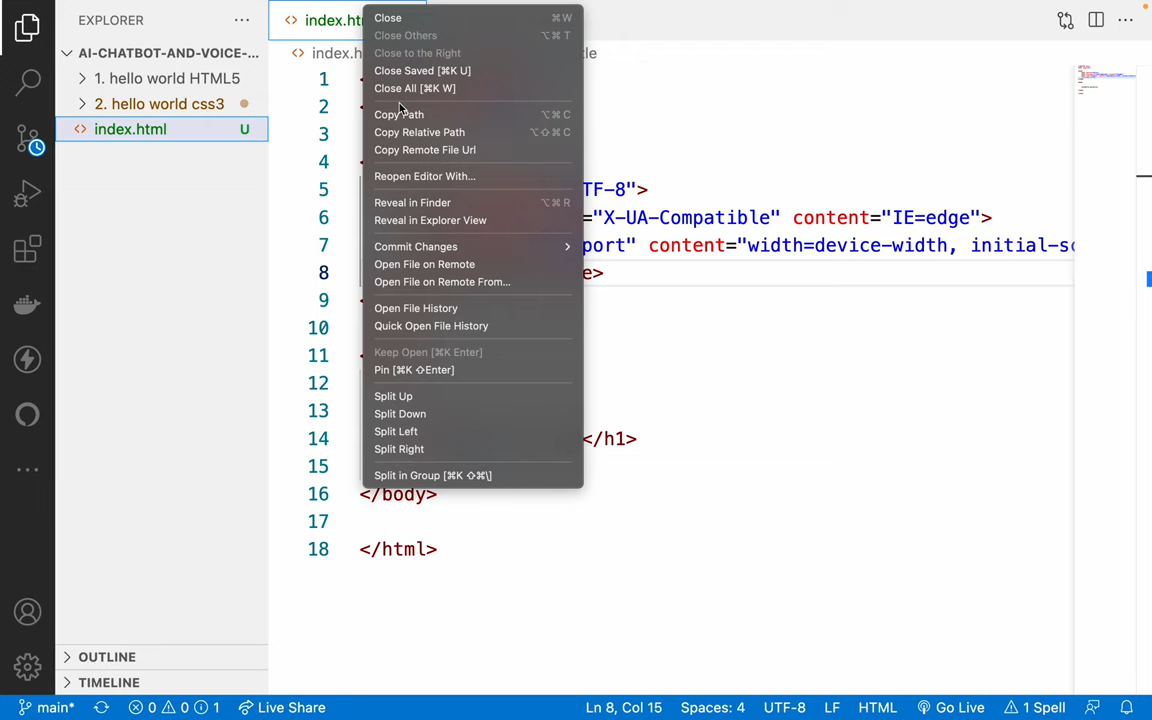 EXPLORER
AI-CHATBOT-AND-VOICE-...
1. hello world HTML5
2. hello world css3
index.html U
OUTLINE
TIMELINE
index.ht
index.h
le
Close ⌘W
Close Others ⌥⌘T
Close to the Right
Close Saved [⌘K U]
Close All [⌘K W]
Copy Path ⌥⌘C
Copy Relative Path ⌥⇧⌘C
Copy Remote File Url
Reopen Editor With...
Reveal in Finder ⌥⌘R
Reveal in Explorer View
Commit Changes
Open File on Remote
Open File on Remote From...
Open File History
Quick Open File History
Keep Open [⌘K Enter]
Pin [⌘K ⇧Enter]
Split Up
Split Down
Split Left
Split Right
Split in Group [⌘K ⇧⌘\]
1
2
3
4
5 TF-8">
6 ="X-UA-Compatible" content="IE=edge">
7 port" content="width=device-width, initial-sc
8 e>
9
10
11
12
13
14 </h1>
15
16 </body>
17
18 </html>
main* 0 0 1 Live Share Ln 8, Col 15 Spaces: 4 UTF-8 LF HTML Go Live 1 Spell